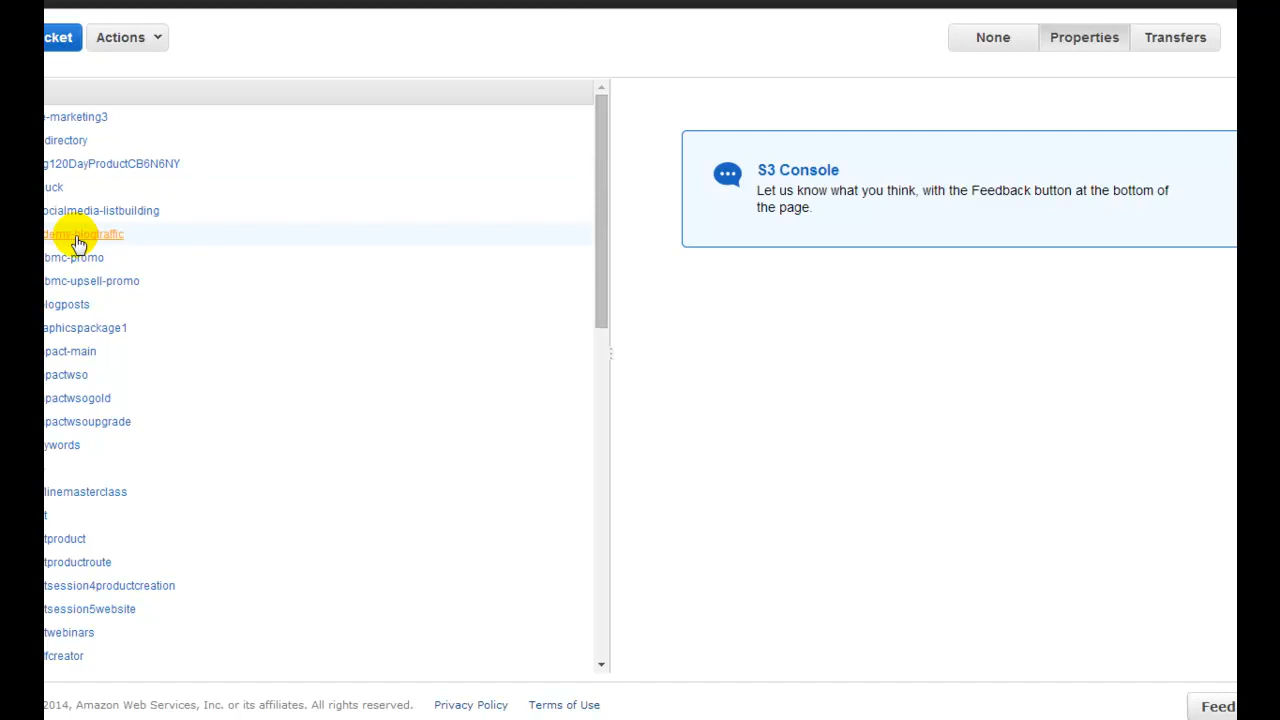 cket Actions None Properties Transfers
e-marketing3
directory
g120DayProductCB6N6NY
uck
ocialmedia-listbuilding
demy-blogtraffic
bmc-promo
bmc-upsell-promo
logposts
aphicspackage1
pact-main
pactwso
pactwsogold
pactwsoupgrade
ywords
linemasterclass
t
tproduct
tproductroute
tsession4productcreation
tsession5website
twebinars
fcreator
S3 Console
Let us know what you think, with the Feedback button at the bottom of
the page.
2014, Amazon Web Services, Inc. or its affiliates. All rights reserved. Privacy Policy Terms of Use Feed